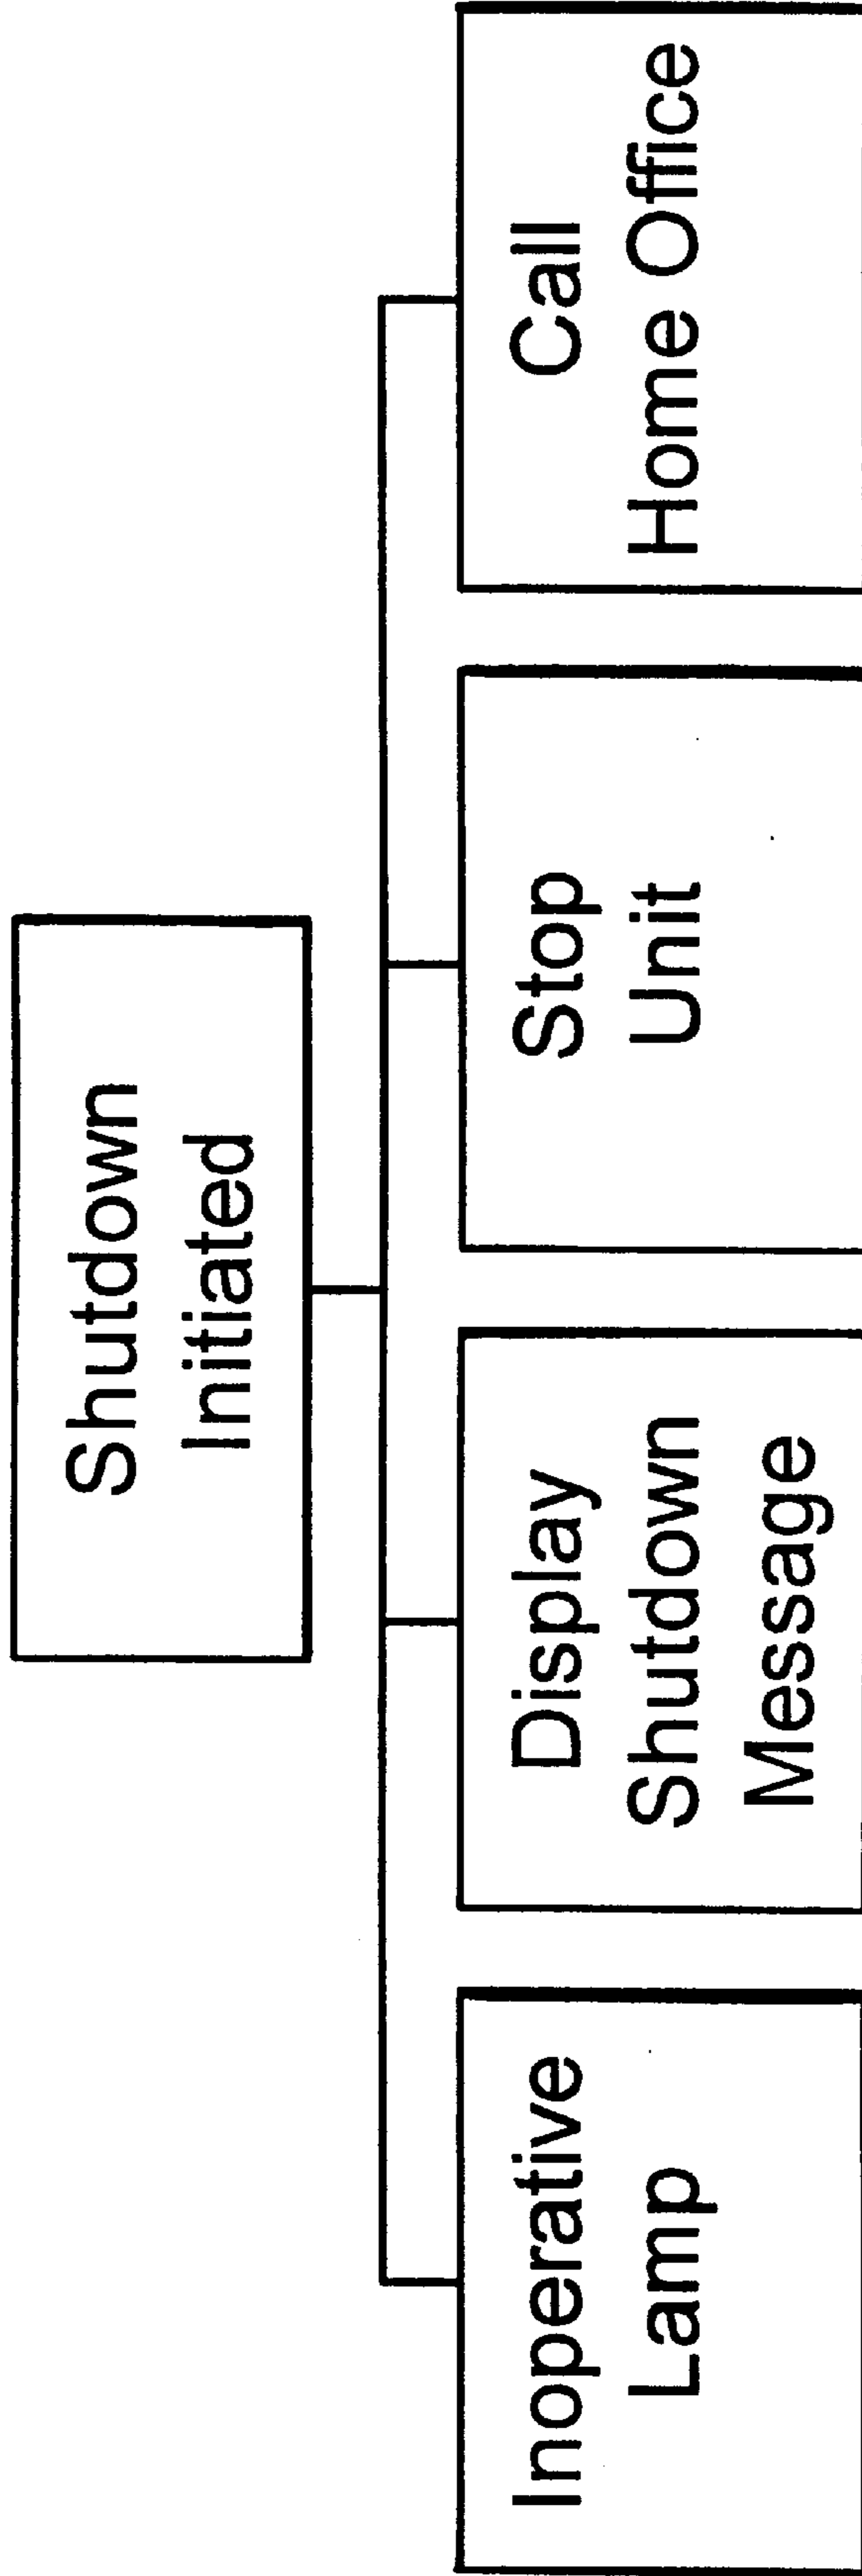 Shutdown
Initiated
Inoperative
Lamp
Display
Shutdown
Message
Stop
Unit
Call
Home Office